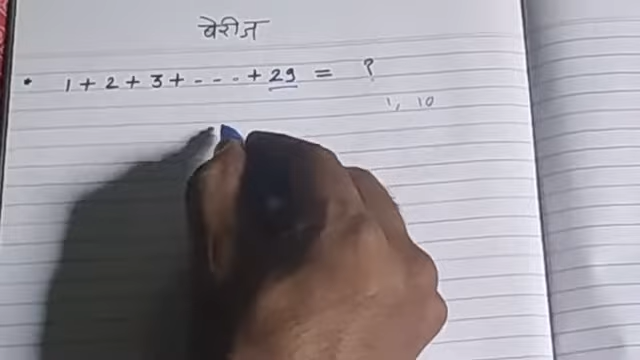 बेरीज
• 1 + 2 + 3 + - - - + 29 = ?
1, 10